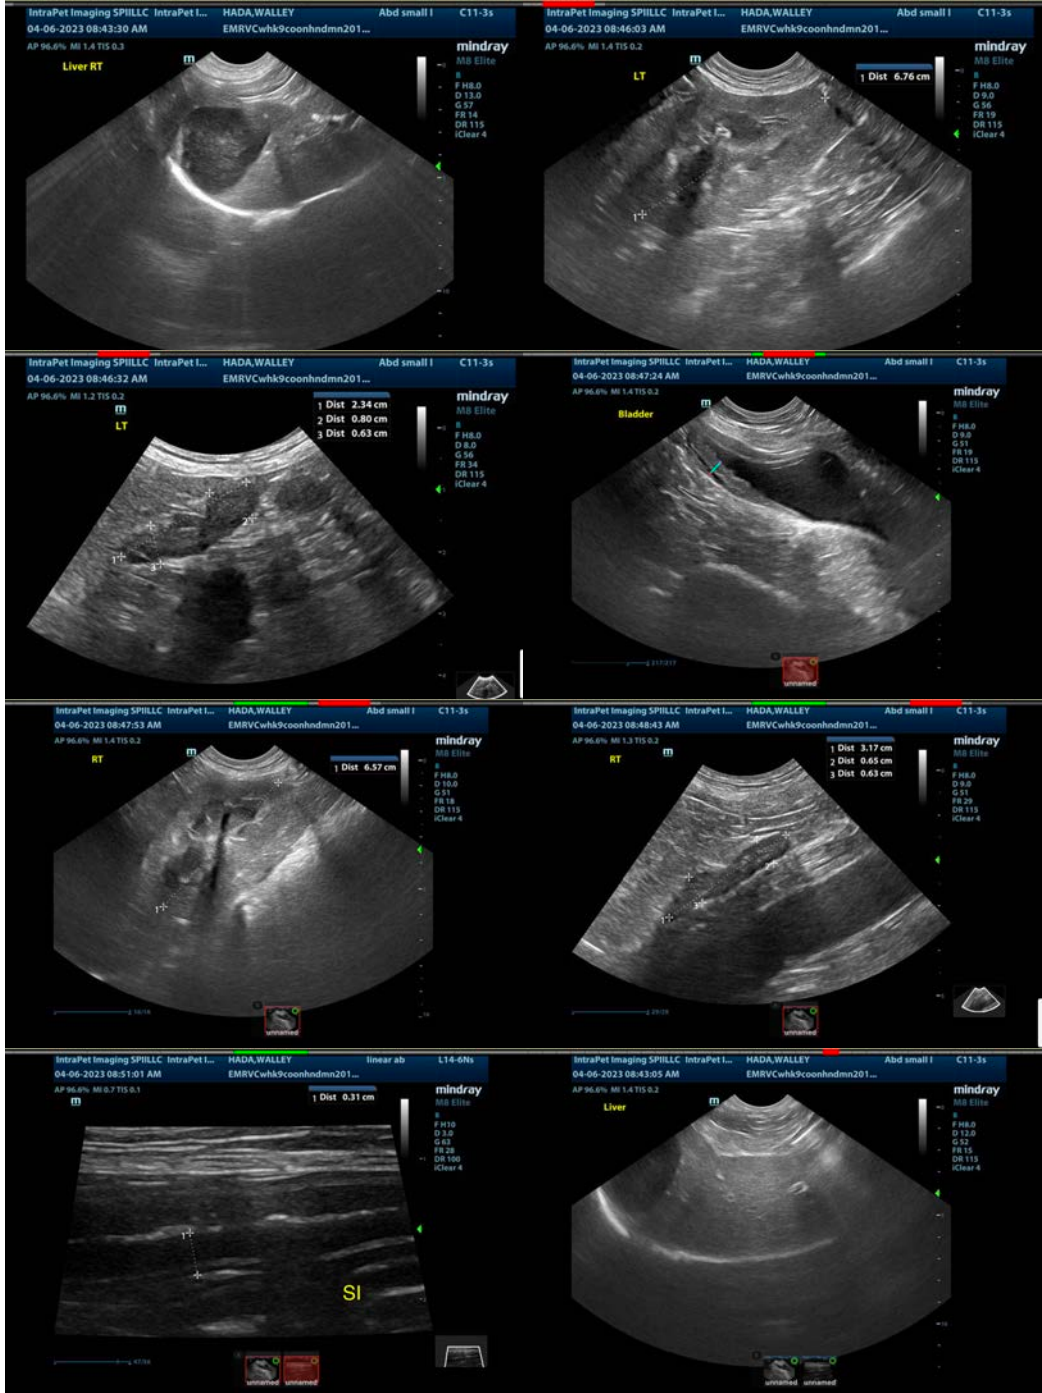 IntraPet Imaging SPIILLC IntraPet I... HADA,WALLEY Abd small I C11-3s
04-06-2023 08:43:30 AM EMRVCwhk9coonhndmn201...
AP 96.6% MI 1.4 TIS 0.3
mindray
M8 Elite
Liver RT
B
F H8.0
D 13.0
G 57
FR 14
DR 115
iClear 4
IntraPet Imaging SPIILLC IntraPet I... HADA,WALLEY Abd small I C11-3s
04-06-2023 08:46:03 AM EMRVCwhk9coonhndmn201...
AP 96.6% MI 1.4 TIS 0.2
mindray
M8 Elite
LT
1 Dist 6.76 cm
B
F H8.0
D 9.0
G 56
FR 19
DR 115
iClear 4
1
IntraPet Imaging SPIILLC IntraPet I... HADA,WALLEY Abd small I C11-3s
04-06-2023 08:46:32 AM EMRVCwhk9coonhndmn201...
AP 96.6% MI 1.2 TIS 0.2
mindray
M8 Elite
LT
1 Dist 2.34 cm
2 Dist 0.80 cm
3 Dist 0.63 cm
B
F H8.0
D 8.0
G 56
FR 34
DR 115
iClear 4
2
1
3
IntraPet Imaging SPIILLC IntraPet I... HADA,WALLEY Abd small I C11-3s
04-06-2023 08:47:24 AM EMRVCwhk9coonhndmn201...
AP 96.6% MI 1.4 TIS 0.2
mindray
M8 Elite
Bladder
B
F H8.0
D 9.0
G 51
FR 19
DR 115
iClear 4
217/217
unnamed
IntraPet Imaging SPIILLC IntraPet I... HADA,WALLEY Abd small I C11-3s
04-06-2023 08:47:53 AM EMRVCwhk9coonhndmn201...
AP 96.6% MI 1.4 TIS 0.2
mindray
M8 Elite
RT
1 Dist 6.57 cm
B
F H8.0
D 10.0
G 51
FR 18
DR 115
iClear 4
1
16/16
unnamed
IntraPet Imaging SPIILLC IntraPet I... HADA,WALLEY Abd small I C11-3s
04-06-2023 08:48:43 AM EMRVCwhk9coonhndmn201...
AP 96.6% MI 1.3 TIS 0.2
mindray
M8 Elite
RT
1 Dist 3.17 cm
2 Dist 0.65 cm
3 Dist 0.63 cm
B
F H8.0
D 9.0
G 51
FR 29
DR 115
iClear 4
2
3
1
unnamed
IntraPet Imaging SPIILLC IntraPet I... HADA,WALLEY linear ab L14-6Ns
04-06-2023 08:51:01 AM EMRVCwhk9coonhndmn201...
AP 96.6% MI 0.7 TIS 0.1
mindray
M8 Elite
1 Dist 0.31 cm
B
F H10
D 3.0
G 63
FR 28
DR 100
iClear 4
1
SI
unnamed unnamed
IntraPet Imaging SPIILLC IntraPet I... HADA,WALLEY Abd small I C11-3s
04-06-2023 08:43:05 AM EMRVCwhk9coonhndmn201...
AP 96.6% MI 1.4 TIS 0.2
mindray
M8 Elite
Liver
B
F H8.0
D 12.0
G 52
FR 15
DR 115
iClear 4
unnamed